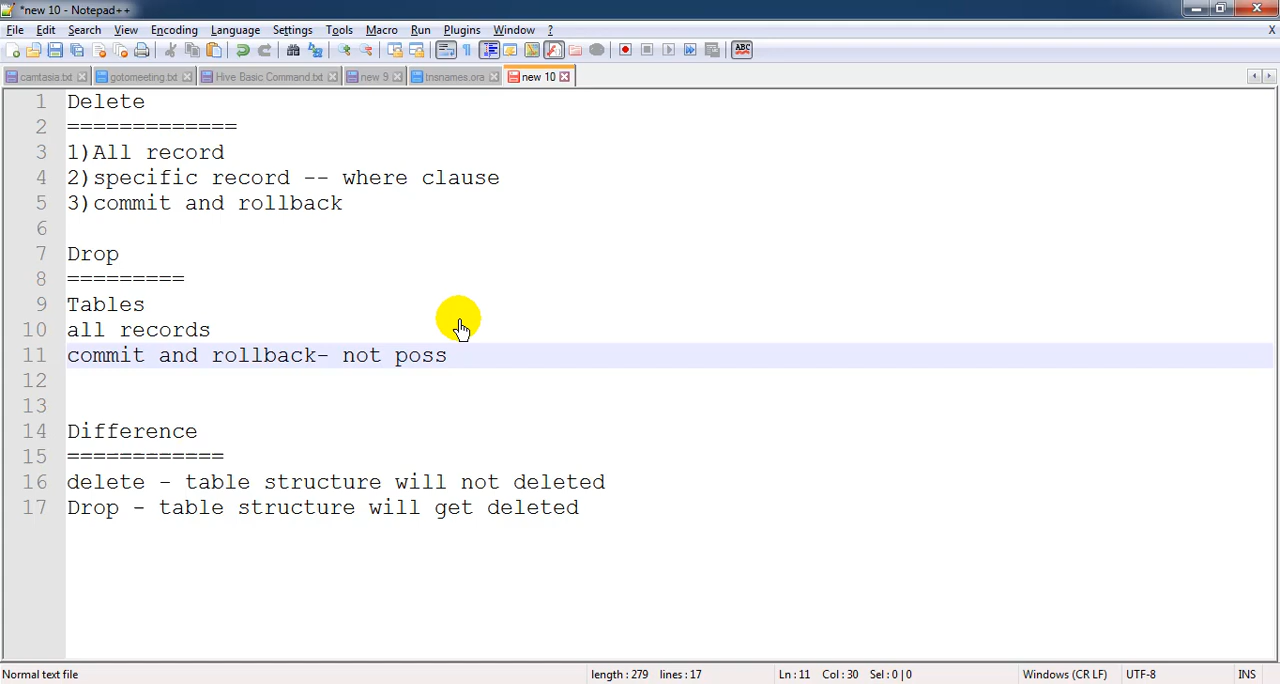 *new 10 - Notepad++
File Edit Search View Encoding Language Settings Tools Macro Run Plugins Window ? X
ABC
camtasia.txt gotomeeting.txt Hive Basic Command.txt new 9 tnsnames.ora new 10
1 Delete
2 =============
3 1)All record
4 2)specific record -- where clause
5 3)commit and rollback
6
7 Drop
8 =========
9 Tables
10 all records
11 commit and rollback- not poss
12
13
14 Difference
15 ============
16 delete - table structure will not deleted
17 Drop - table structure will get deleted
Normal text file length : 279 lines : 17 Ln : 11 Col : 30 Sel : 0 | 0 Windows (CR LF) UTF-8 INS